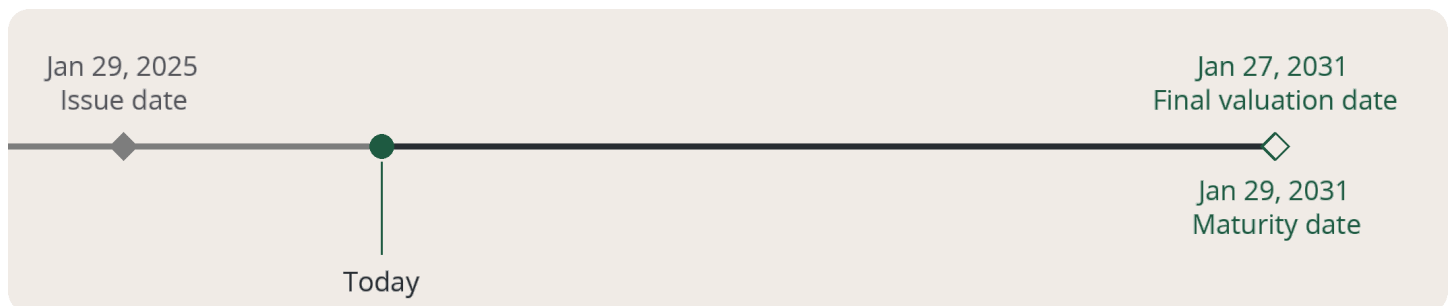 Jan 29, 2025
Issue date
Jan 27, 2031
Final valuation date
Jan 29, 2031
Maturity date
Today